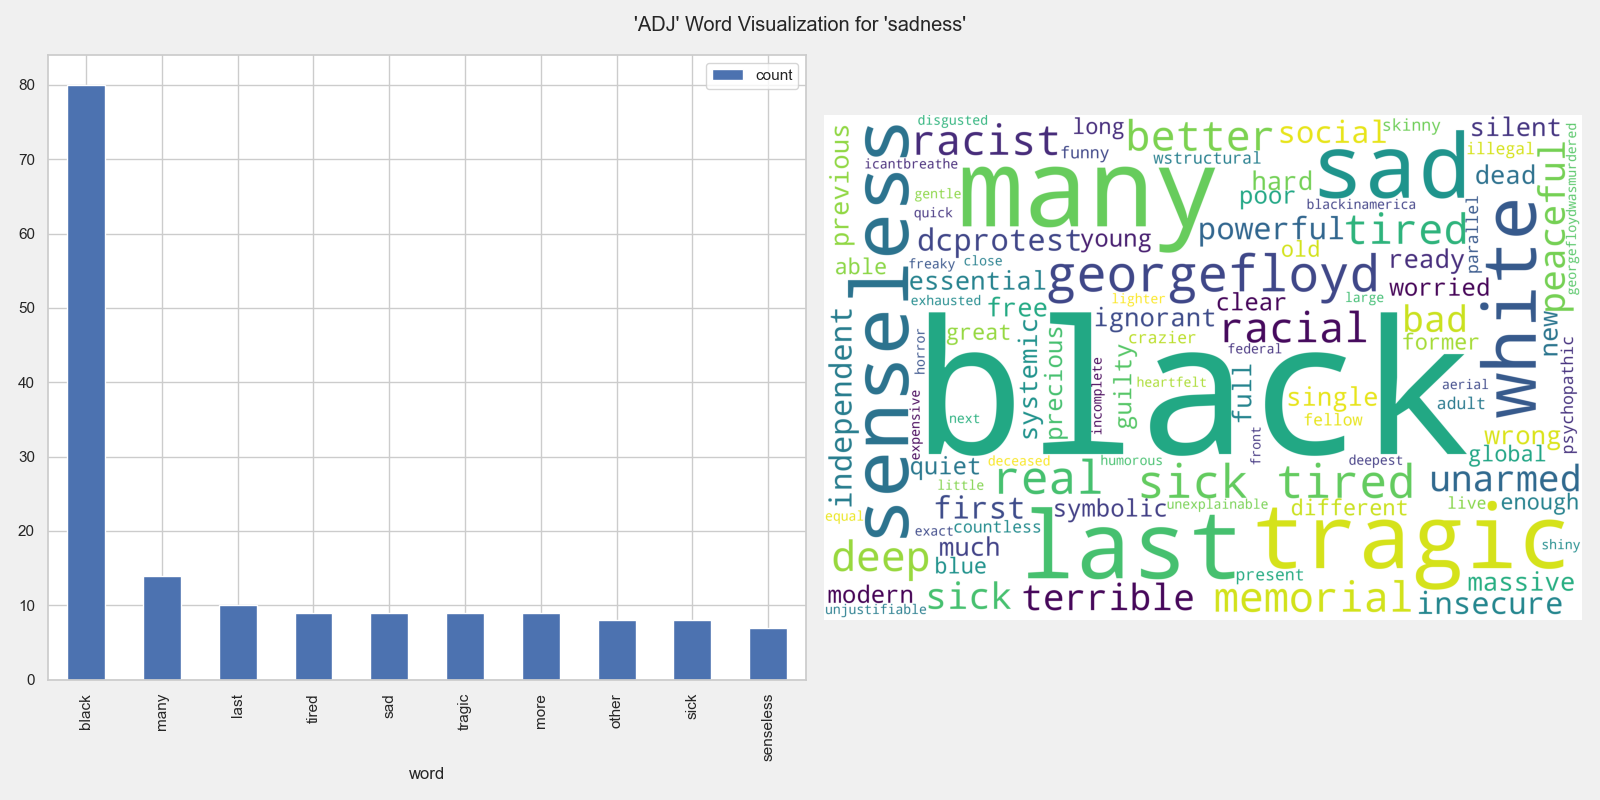 'ADJ' Word Visualization for 'sadness'
80
70
60
50
40
30
20
10
0
count
black
many
last
tired
sad
tragic
more
other
sick
senseless
word
disgusted
racist
long
better
social
skinny
silent
previous
senseless
icantbreathe
funny
wstructural
sad
illegal
georgefloydwasmurdered
many
hard
dead
peaceful
gentle
poor
blackinamerica
quick
powerful
tired
parallel
white
dcprotest
young
old
able
freaky
close
georgefloyd
ready
essential
worried
exhausted
free
lighter
clear
large
independent
black
ignorant
racial
bad
new
great
systemic
precious
crazier
former
horror
federal
guilty
incomplete
heartfelt
full
aerial
psychopathic
expensive
single
adult
next
fellow
front
wrong
quiet
deceased
humorous
deepest
global
little
real
sick tired
unarmed
first
symbolic
unexplainable
different
live
enough
equal
exact
countless
last
tragic
deep
much
shiny
blue
present
massive
modern
sick
terrible
memorial
insecure
unjustifiable